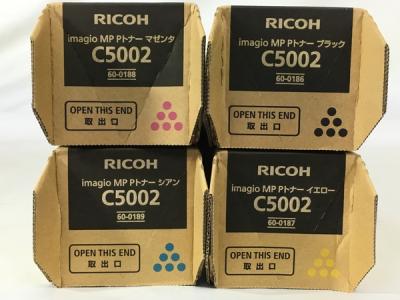 RICOH
imagio MP Pトナー マゼンタ
C5002
60-0188
OPEN THIS END
取出口
RICOH
imagio MP Pトナー ブラック
C5002
60-0186
OPEN THIS END
取出口
RICOH
imagio MP Pトナー シアン
C5002
60-0189
OPEN THIS END
取出口
RICOH
imagio MP Pトナー イエロー
C5002
60-0187
OPEN THIS END
取出口